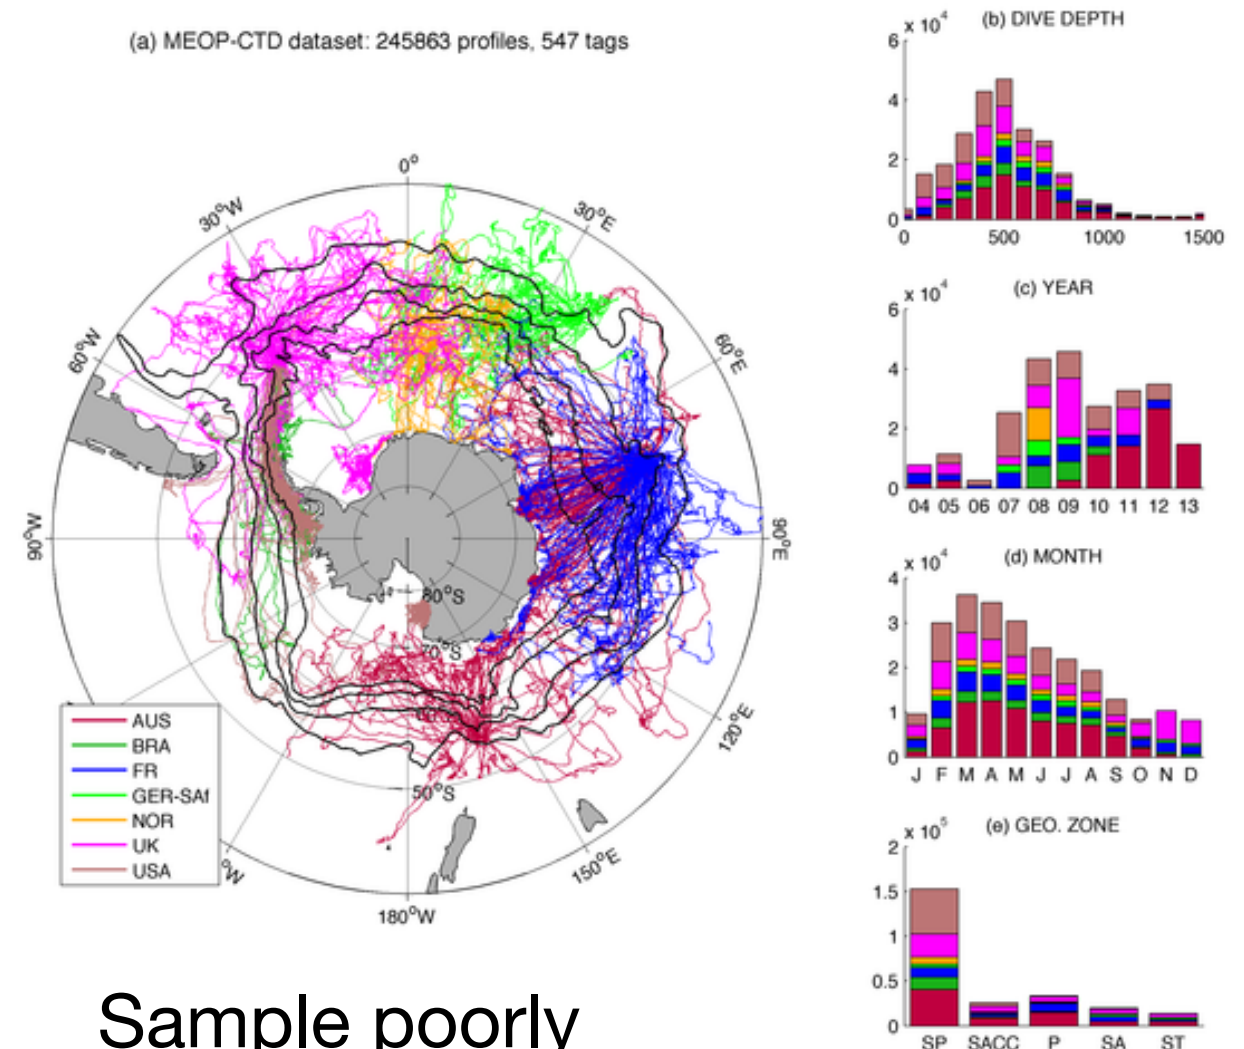 (a) MEOP-CTD dataset: 245863 profiles, 547 tags
0°
30°W
30°E
60°W
60°E
90°W
90°E
80°S
70°S
120°E
50°S
150°E
°W
180°W
AUS
BRA
FR
GER-SAf
NOR
UK
USA
(b) DIVE DEPTH
x 10⁴
6
4
2
0
0 500 1000 1500
(c) YEAR
x 10⁴
6
4
2
0
04 05 06 07 08 09 10 11 12 13
(d) MONTH
x 10⁴
4
3
2
1
0
J F M A M J J A S O N D
(e) GEO. ZONE
x 10⁵
2
1.5
1
0.5
0
SP SACC P SA ST
Sample poorly